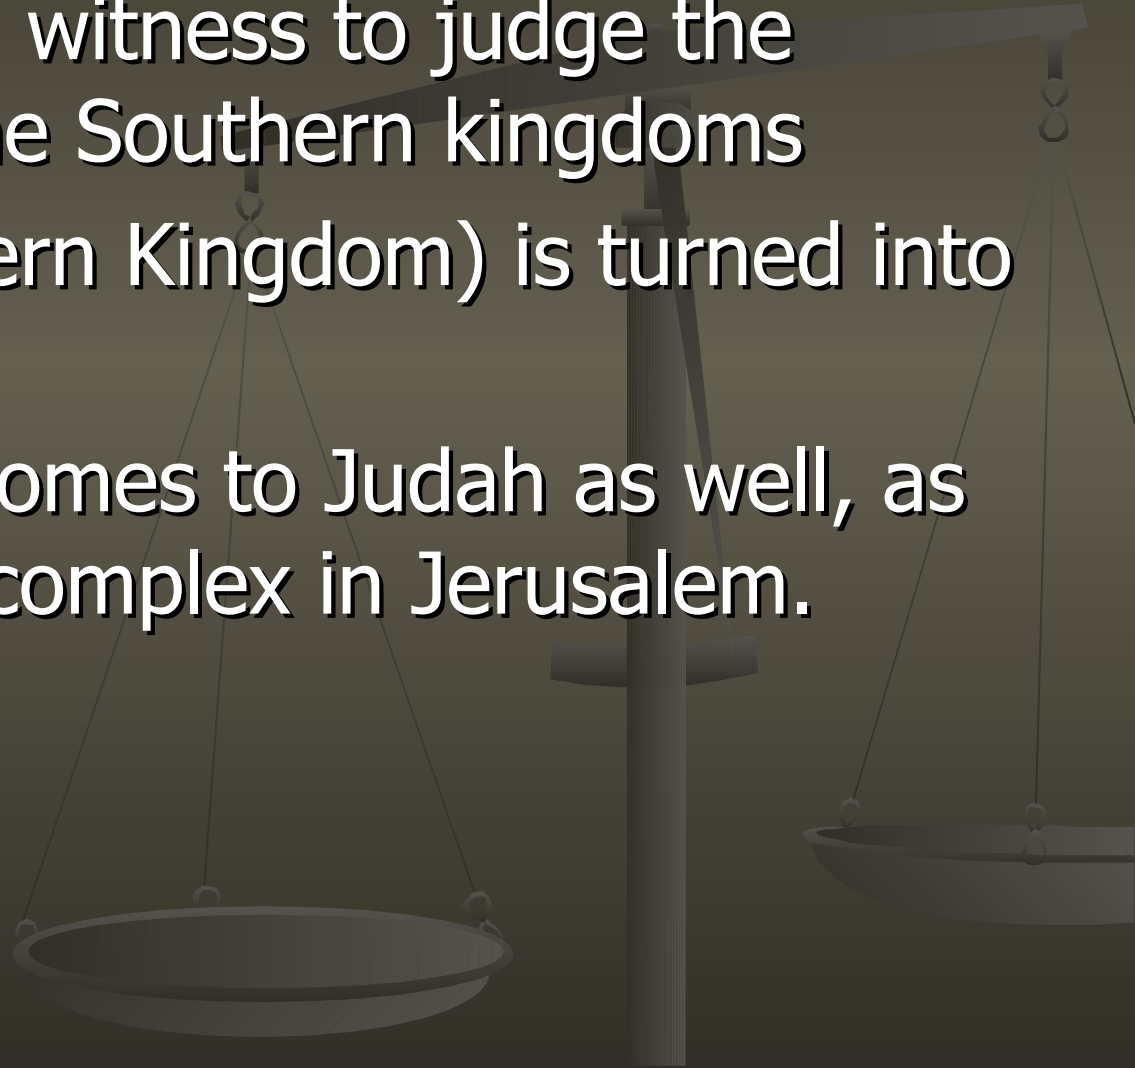 witness to judge the
e Southern kingdoms
ern Kingdom) is turned into
omes to Judah as well, as
complex in Jerusalem.